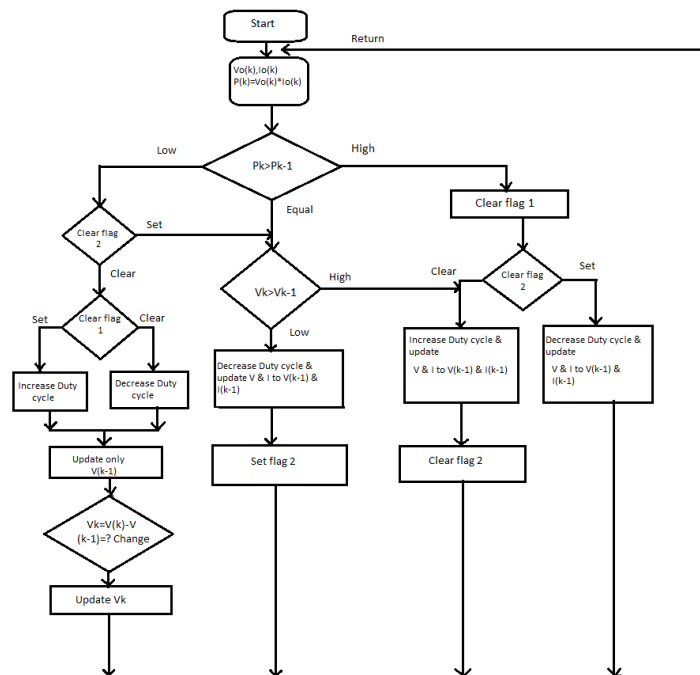 Start
Return
Vo(k),Io(k)
P(k)=Vo(k)*Io(k)
Low
Pk>Pk-1
High
Equal
Clear flag 1
Clear flag
2
Set
Clear
Vk>Vk-1
High
Clear
Clear flag
2
Set
Set
Clear flag
1
Clear
Low
Increase Duty
cycle
Decrease Duty
cycle
Decrease Duty cycle &
update V & I to V(k-1) &
I(k-1)
Increase Duty cycle &
update
V & I to V(k-1) & I(k-1)
Decrease Duty cycle &
update
V & I to V(k-1) &
I(k-1)
Update only
V(k-1)
Set flag 2
Clear flag 2
Vk=V(k)-V
(k-1)=? Change
Update Vk